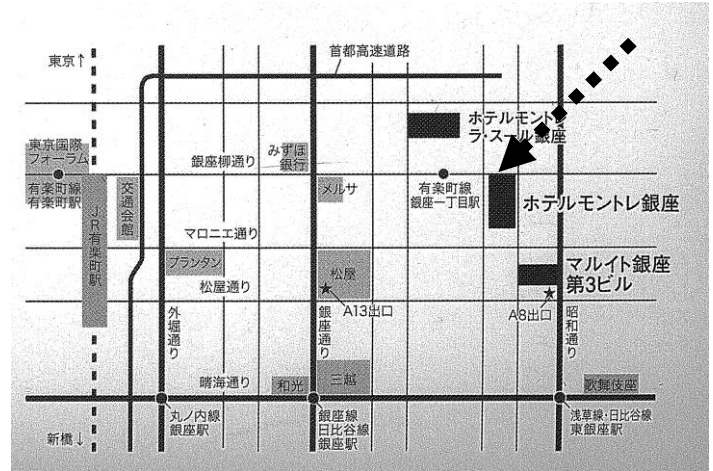 首都高速道路
東京↑
ホテルモントレ
ラ・スール銀座
東京国際
フォーラム
みずほ
銀行
銀座柳通り
有楽町線
有楽町駅
交通会館
メルサ
有楽町線
銀座一丁目駅
ホテルモントレ銀座
JR有楽町駅
マロニエ通り
プランタン
松屋
マルイト銀座
第3ビル
松屋通り
A13出口
A8出口
外堀通り
銀座通り
昭和通り
晴海通り
和光
三越
歌舞伎座
丸ノ内線
銀座駅
銀座線
日比谷線
銀座駅
浅草線・日比谷線
東銀座駅
新橋↓